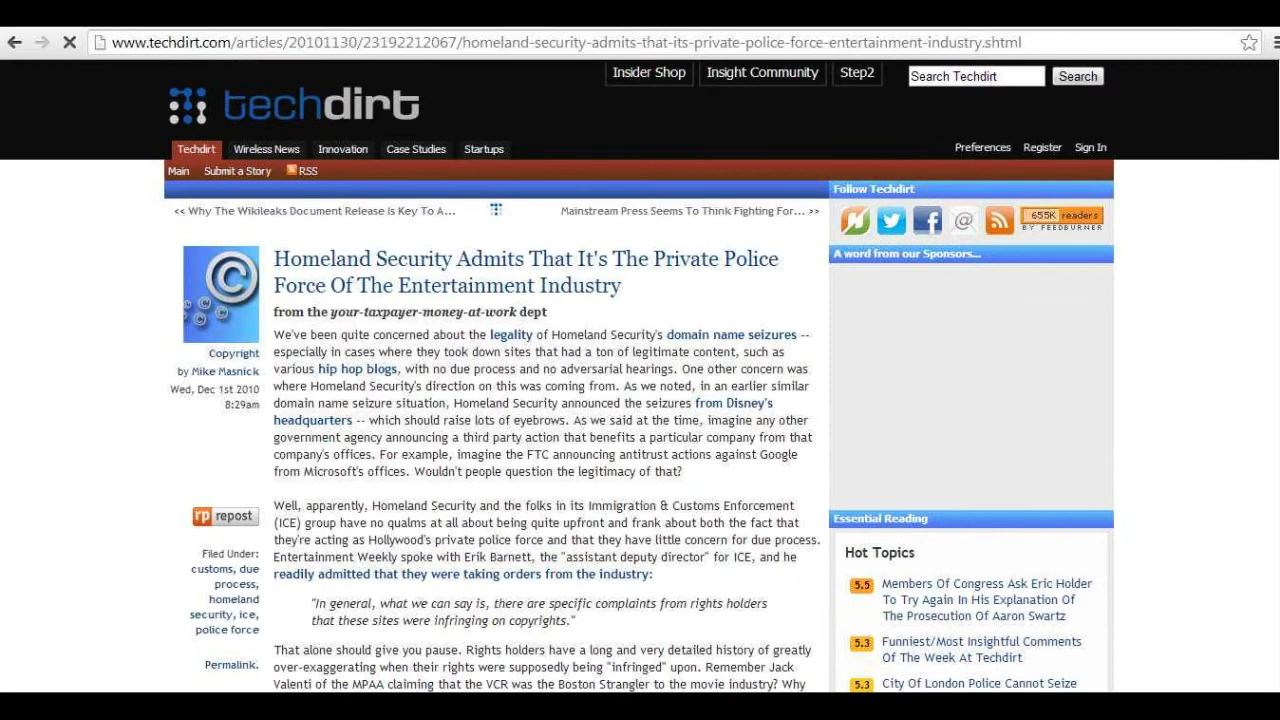 www.techdirt.com/articles/20101130/23192212067/homeland-security-admits-that-its-private-police-force-entertainment-industry.shtml
Insider Shop
Insight Community
Step2
Search Techdirt
Search
techdirt
Techdirt
Wireless News
Innovation
Case Studies
Startups
Preferences
Register
Sign In
Main
Submit a Story
RSS
<< Why The Wikileaks Document Release Is Key To A...
Mainstream Press Seems To Think Fighting For... >>
©
Copyright
by Mike Masnick
Wed, Dec 1st 2010
8:29am
rp repost
Filed Under:
customs, due
process,
homeland
security, ice,
police force
Permalink.
Homeland Security Admits That It's The Private Police
Force Of The Entertainment Industry
from the your-taxpayer-money-at-work dept
We've been quite concerned about the legality of Homeland Security's domain name seizures --
especially in cases where they took down sites that had a ton of legitimate content, such as
various hip hop blogs, with no due process and no adversarial hearings. One other concern was
where Homeland Security's direction on this was coming from. As we noted, in an earlier similar
domain name seizure situation, Homeland Security announced the seizures from Disney's
headquarters -- which should raise lots of eyebrows. As we said at the time, imagine any other
government agency announcing a third party action that benefits a particular company from that
company's offices. For example, imagine the FTC announcing antitrust actions against Google
from Microsoft's offices. Wouldn't people question the legitimacy of that?
Well, apparently, Homeland Security and the folks in its Immigration & Customs Enforcement
(ICE) group have no qualms at all about being quite upfront and frank about both the fact that
they're acting as Hollywood's private police force and that they have little concern for due process.
Entertainment Weekly spoke with Erik Barnett, the "assistant deputy director" for ICE, and he
readily admitted that they were taking orders from the industry:
"In general, what we can say is, there are specific complaints from rights holders
that these sites were infringing on copyrights."
That alone should give you pause. Rights holders have a long and very detailed history of greatly
over-exaggerating when their rights were supposedly being "infringed" upon. Remember Jack
Valenti of the MPAA claiming that the VCR was the Boston Strangler to the movie industry? Why
Follow Techdirt
@
655K readers
BY FEEDBURNER
A word from our Sponsors...
Essential Reading
Hot Topics
5.5 Members Of Congress Ask Eric Holder
To Try Again In His Explanation Of
The Prosecution Of Aaron Swartz
5.3 Funniest/Most Insightful Comments
Of The Week At Techdirt
5.3 City Of London Police Cannot Seize